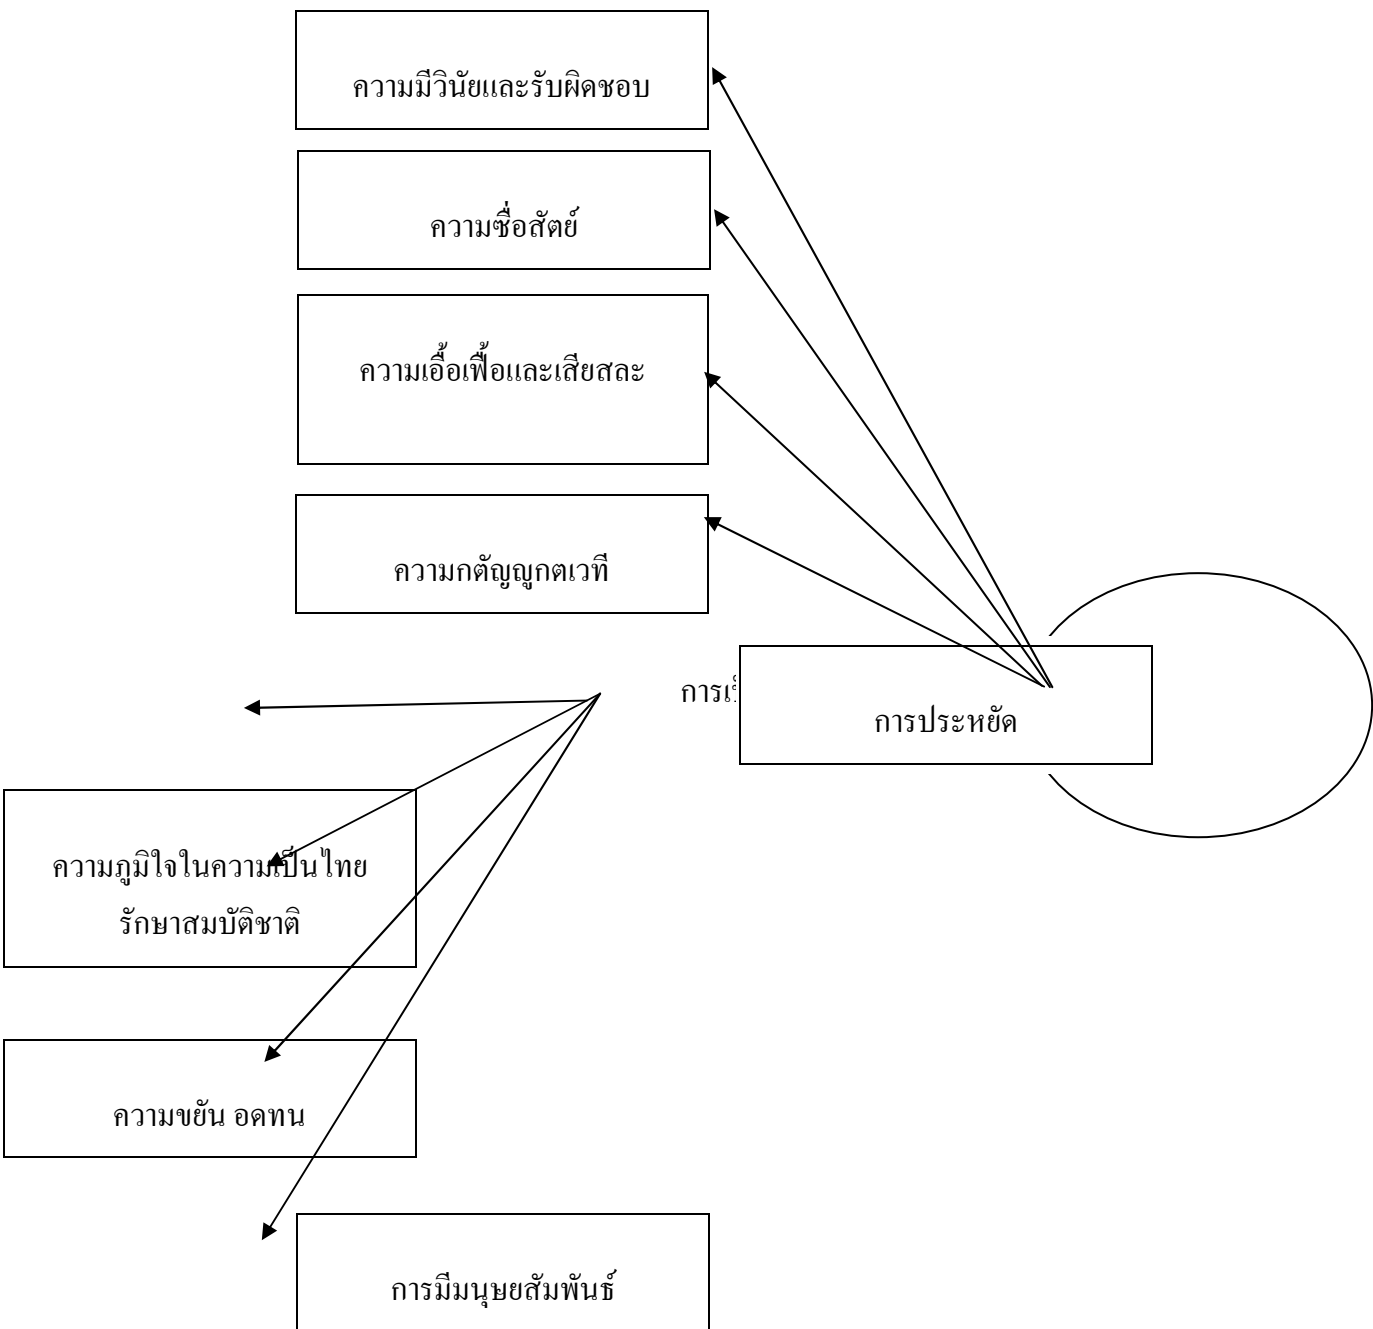 ความมีวินัยและรับผิดชอบ
ความซื่อสัตย์
ความเอื้อเฟื้อและเสียสละ
ความกตัญญูกตเวที
การประหยัด
ความภูมิใจในความเป็นไทย
รักษาสมบัติชาติ
ความขยัน อดทน
การมีมนุษยสัมพันธ์